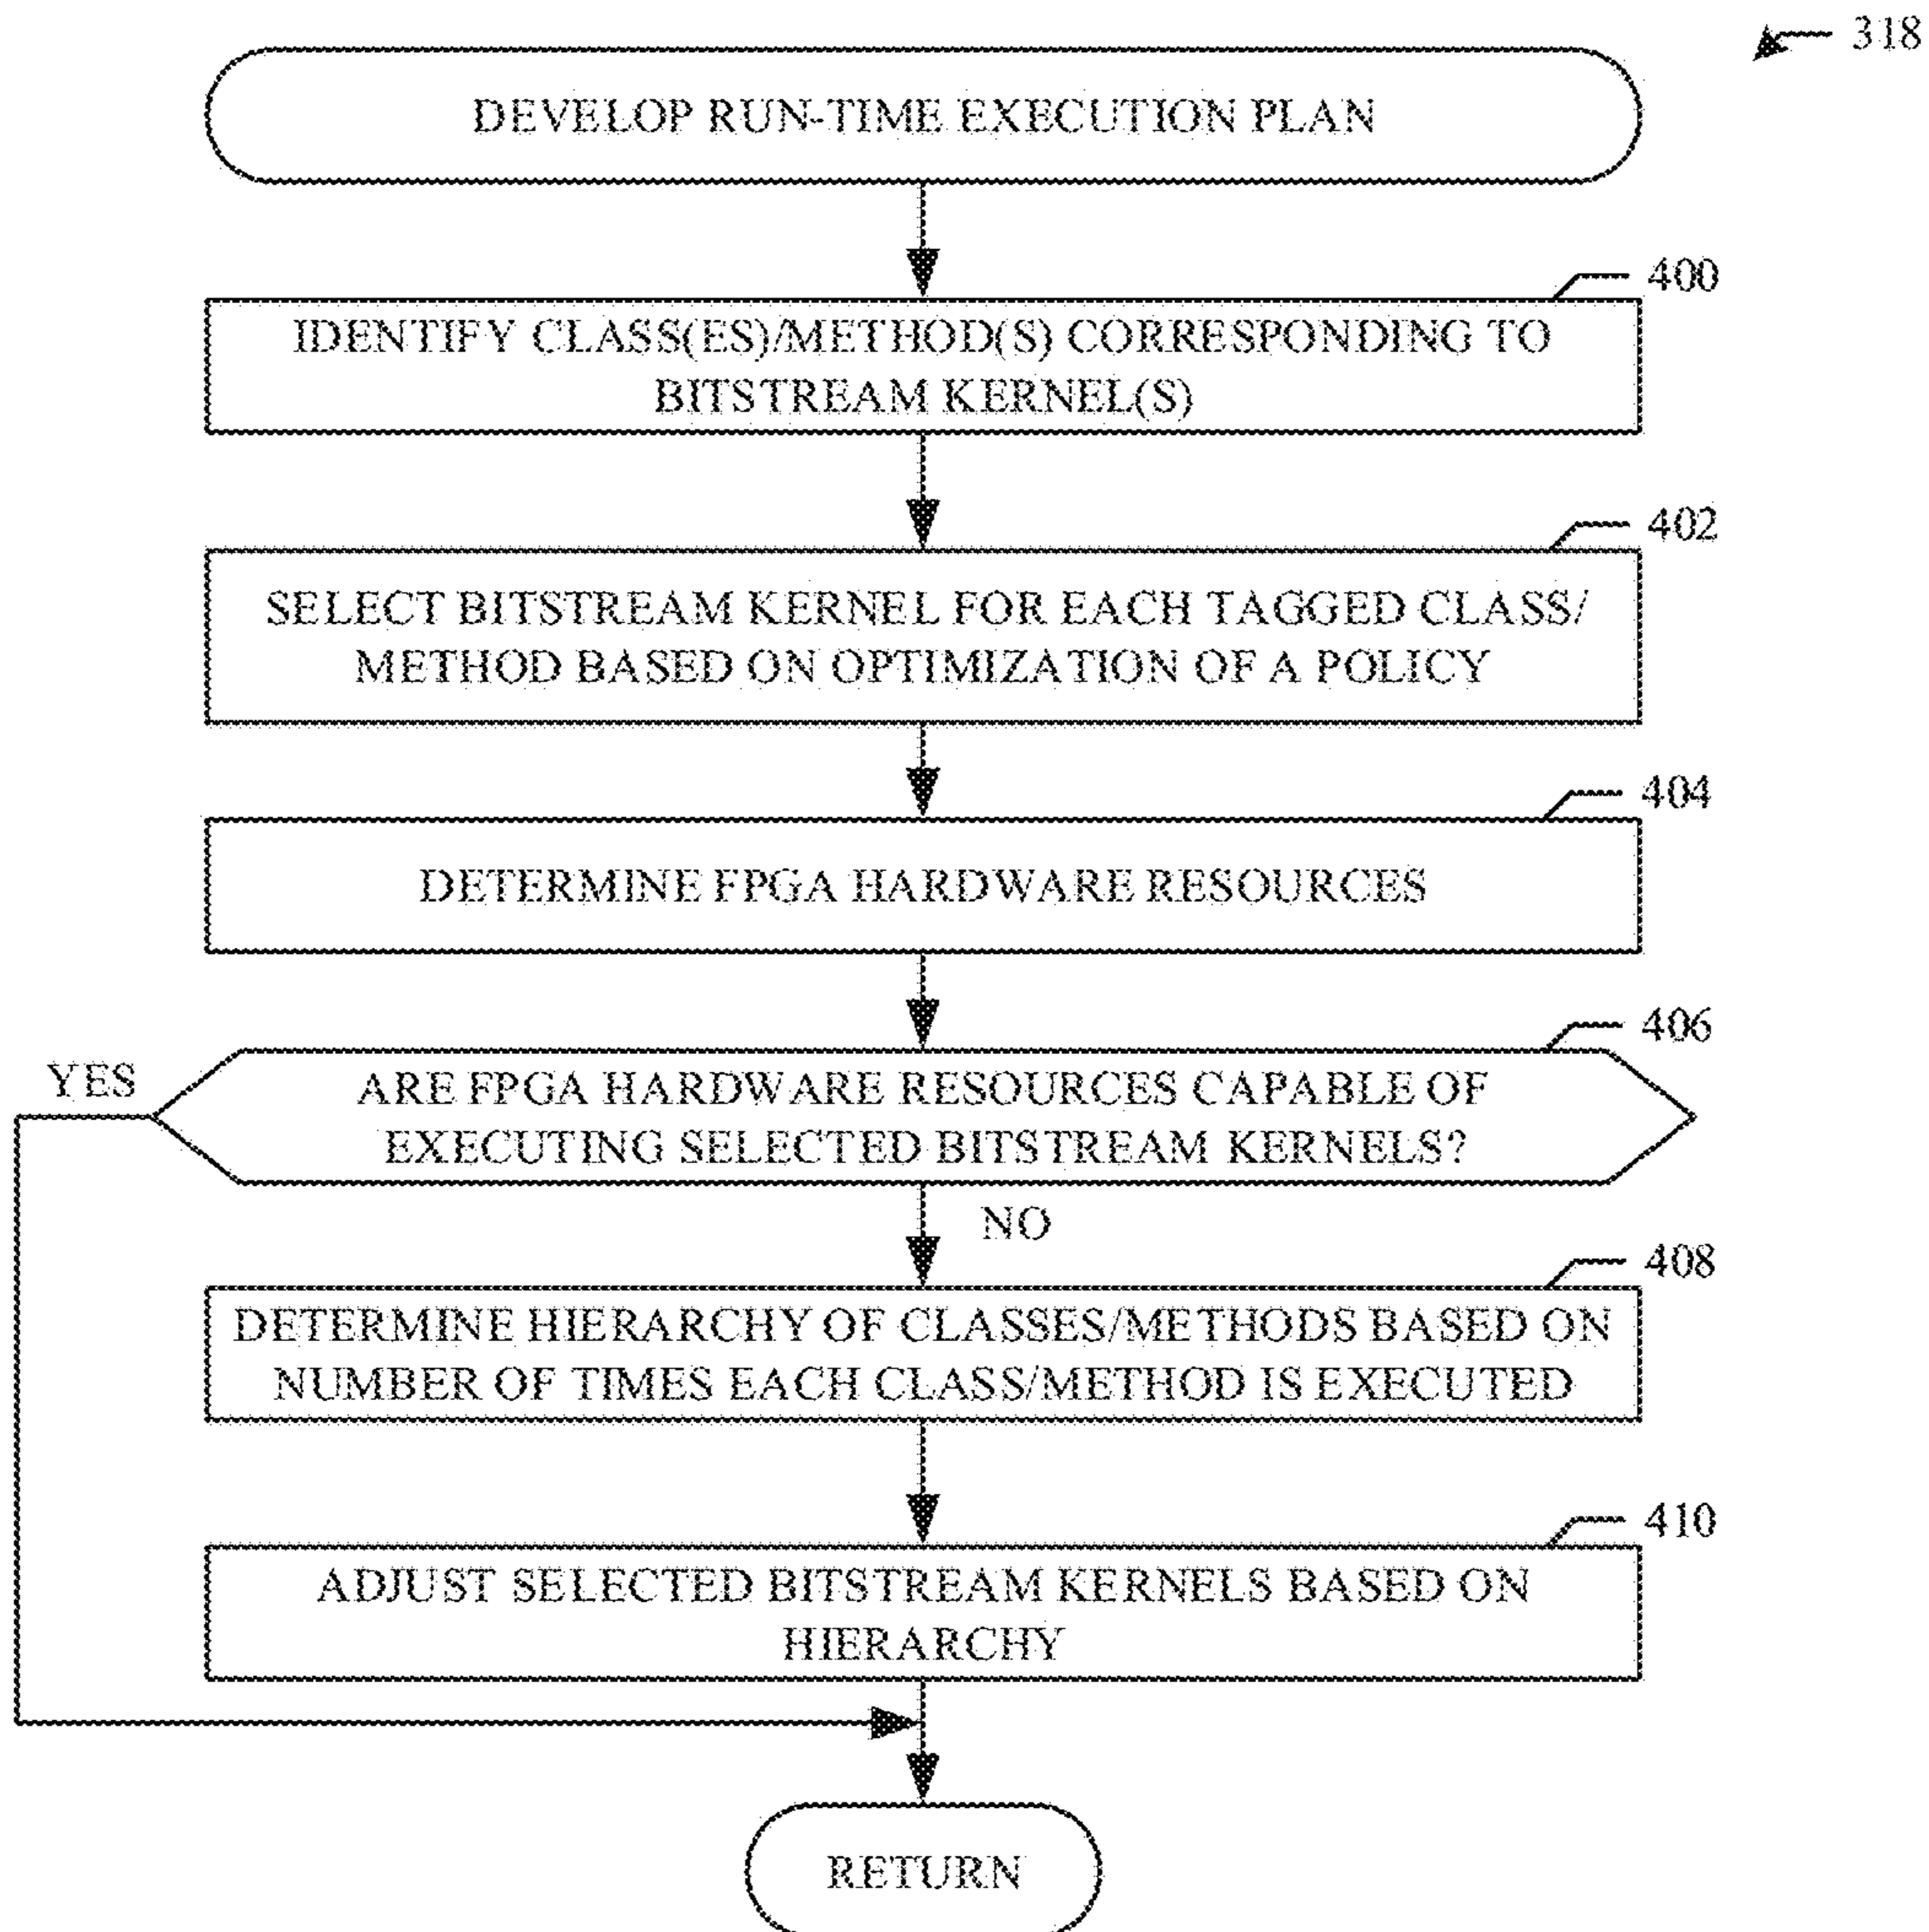 318
DEVELOP RUN-TIME EXECUTION PLAN
400
IDENTIFY CLASS(ES)/METHOD(S) CORRESPONDING TO
BITSTREAM KERNEL(S)
402
SELECT BITSTREAM KERNEL FOR EACH TAGGED CLASS/
METHOD BASED ON OPTIMIZATION OF A POLICY
404
DETERMINE FPGA HARDWARE RESOURCES
406
YES
ARE FPGA HARDWARE RESOURCES CAPABLE OF
EXECUTING SELECTED BITSTREAM KERNELS?
NO
408
DETERMINE HIERARCHY OF CLASSES/METHODS BASED ON
NUMBER OF TIMES EACH CLASS/METHOD IS EXECUTED
410
ADJUST SELECTED BITSTREAM KERNELS BASED ON
HIERARCHY
RETURN